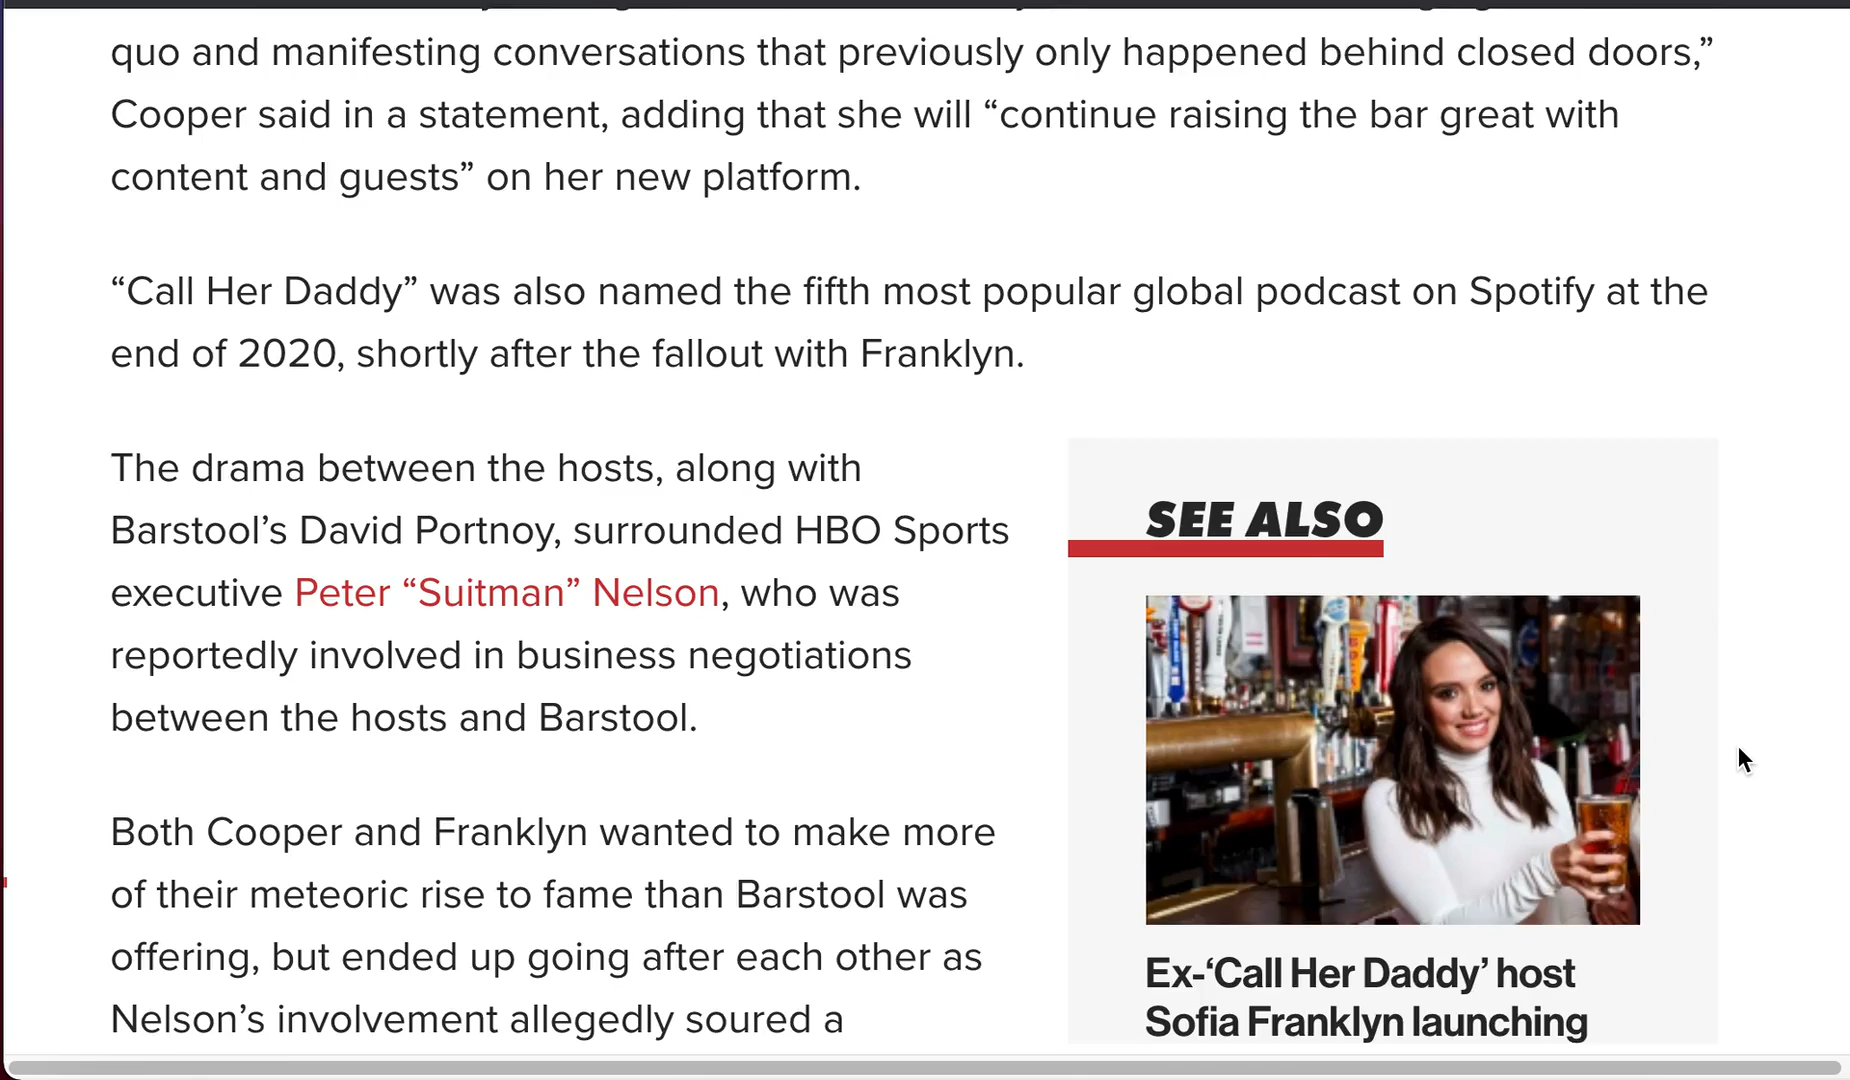 quo and manifesting conversations that previously only happened behind closed doors,”
Cooper said in a statement, adding that she will “continue raising the bar great with
content and guests” on her new platform.
“Call Her Daddy” was also named the fifth most popular global podcast on Spotify at the
end of 2020, shortly after the fallout with Franklyn.
The drama between the hosts, along with
Barstool’s David Portnoy, surrounded HBO Sports
executive Peter “Suitman” Nelson, who was
reportedly involved in business negotiations
between the hosts and Barstool.
Both Cooper and Franklyn wanted to make more
of their meteoric rise to fame than Barstool was
offering, but ended up going after each other as
Nelson’s involvement allegedly soured a
SEE ALSO
Ex-‘Call Her Daddy’ host
Sofia Franklyn launching